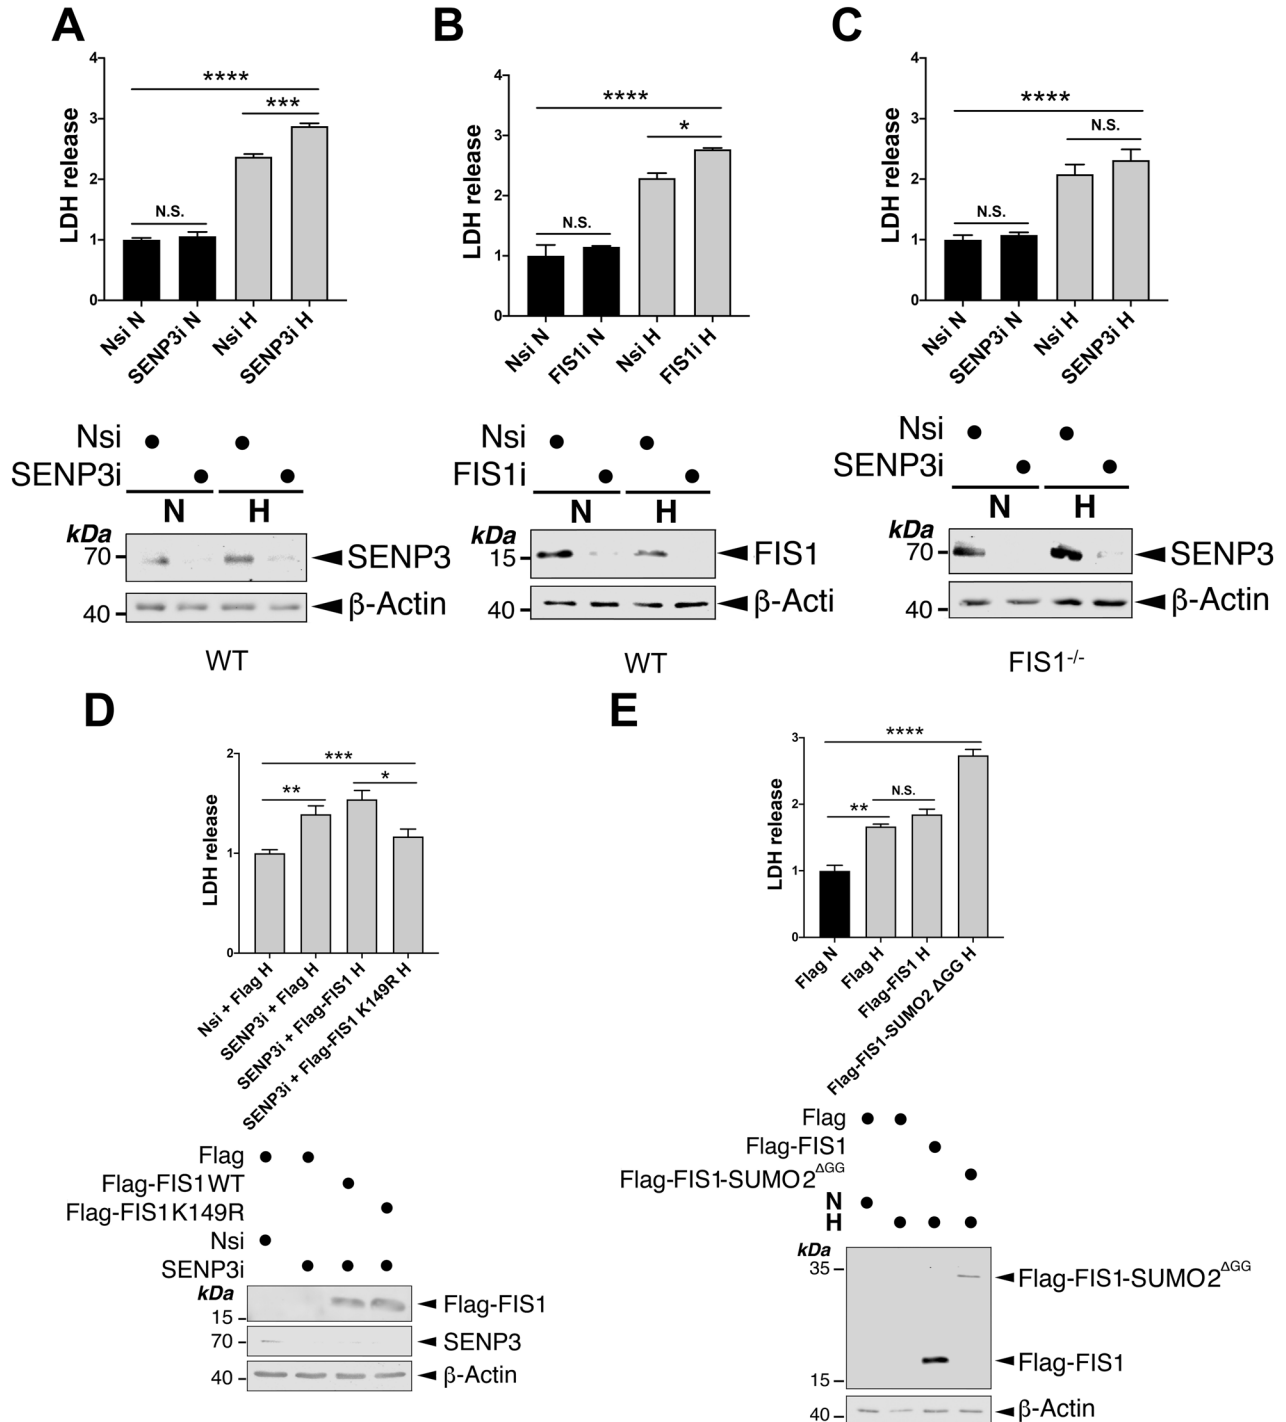 A
LDH release
4
3
2
1
0
****
***
N.S.
Nsi N
SENP3i N
Nsi H
SENP3i H
Nsi
SENP3i
N H
kDa
70
SENP3
40
β-Actin
WT
B
LDH release
4
3
2
1
0
****
*
N.S.
Nsi N
FIS1i N
Nsi H
FIS1i H
Nsi
FIS1i
N H
kDa
15
FIS1
40
β-Acti
WT
C
LDH release
4
3
2
1
0
****
N.S.
N.S.
Nsi N
SENP3i N
Nsi H
SENP3i H
Nsi
SENP3i
N H
kDa
70
SENP3
40
β-Actin
FIS1-/-
D
LDH release
2
1
0
***
*
**
Nsi + Flag H
SENP3i + Flag H
SENP3i + Flag-FIS1 H
SENP3i + Flag-FIS1 K149R H
Flag
Flag-FIS1WT
Flag-FIS1K149R
Nsi
SENP3i
kDa
15
Flag-FIS1
70
SENP3
40
β-Actin
E
LDH release
3
2
1
0
****
N.S.
**
Flag N
Flag H
Flag-FIS1 H
Flag-FIS1-SUMO2 ΔGG H
Flag
Flag-FIS1
Flag-FIS1-SUMO2ΔGG
N
H
kDa
35
Flag-FIS1-SUMO2ΔGG
Flag-FIS1
15
40
β-Actin